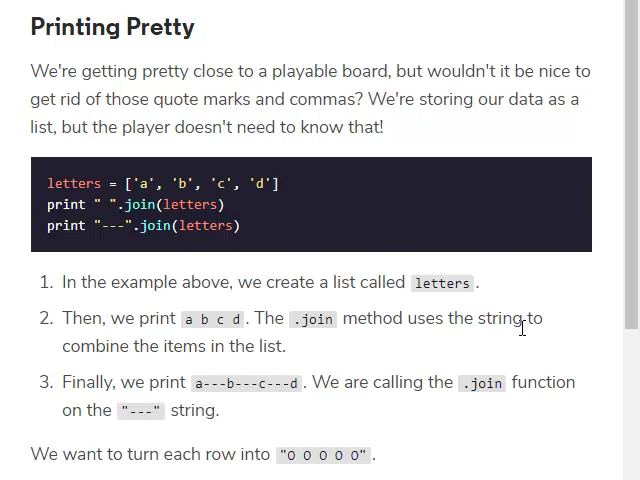 Printing Pretty
We're getting pretty close to a playable board, but wouldn't it be nice to
get rid of those quote marks and commas? We're storing our data as a
list, but the player doesn't need to know that!
letters = ['a', 'b', 'c', 'd']
print " ".join(letters)
print "---".join(letters)
1. In the example above, we create a list called letters.
2. Then, we print a b c d. The .join method uses the string to
combine the items in the list.
3. Finally, we print a---b---c---d. We are calling the .join function
on the "---" string.
We want to turn each row into "O O O O O".